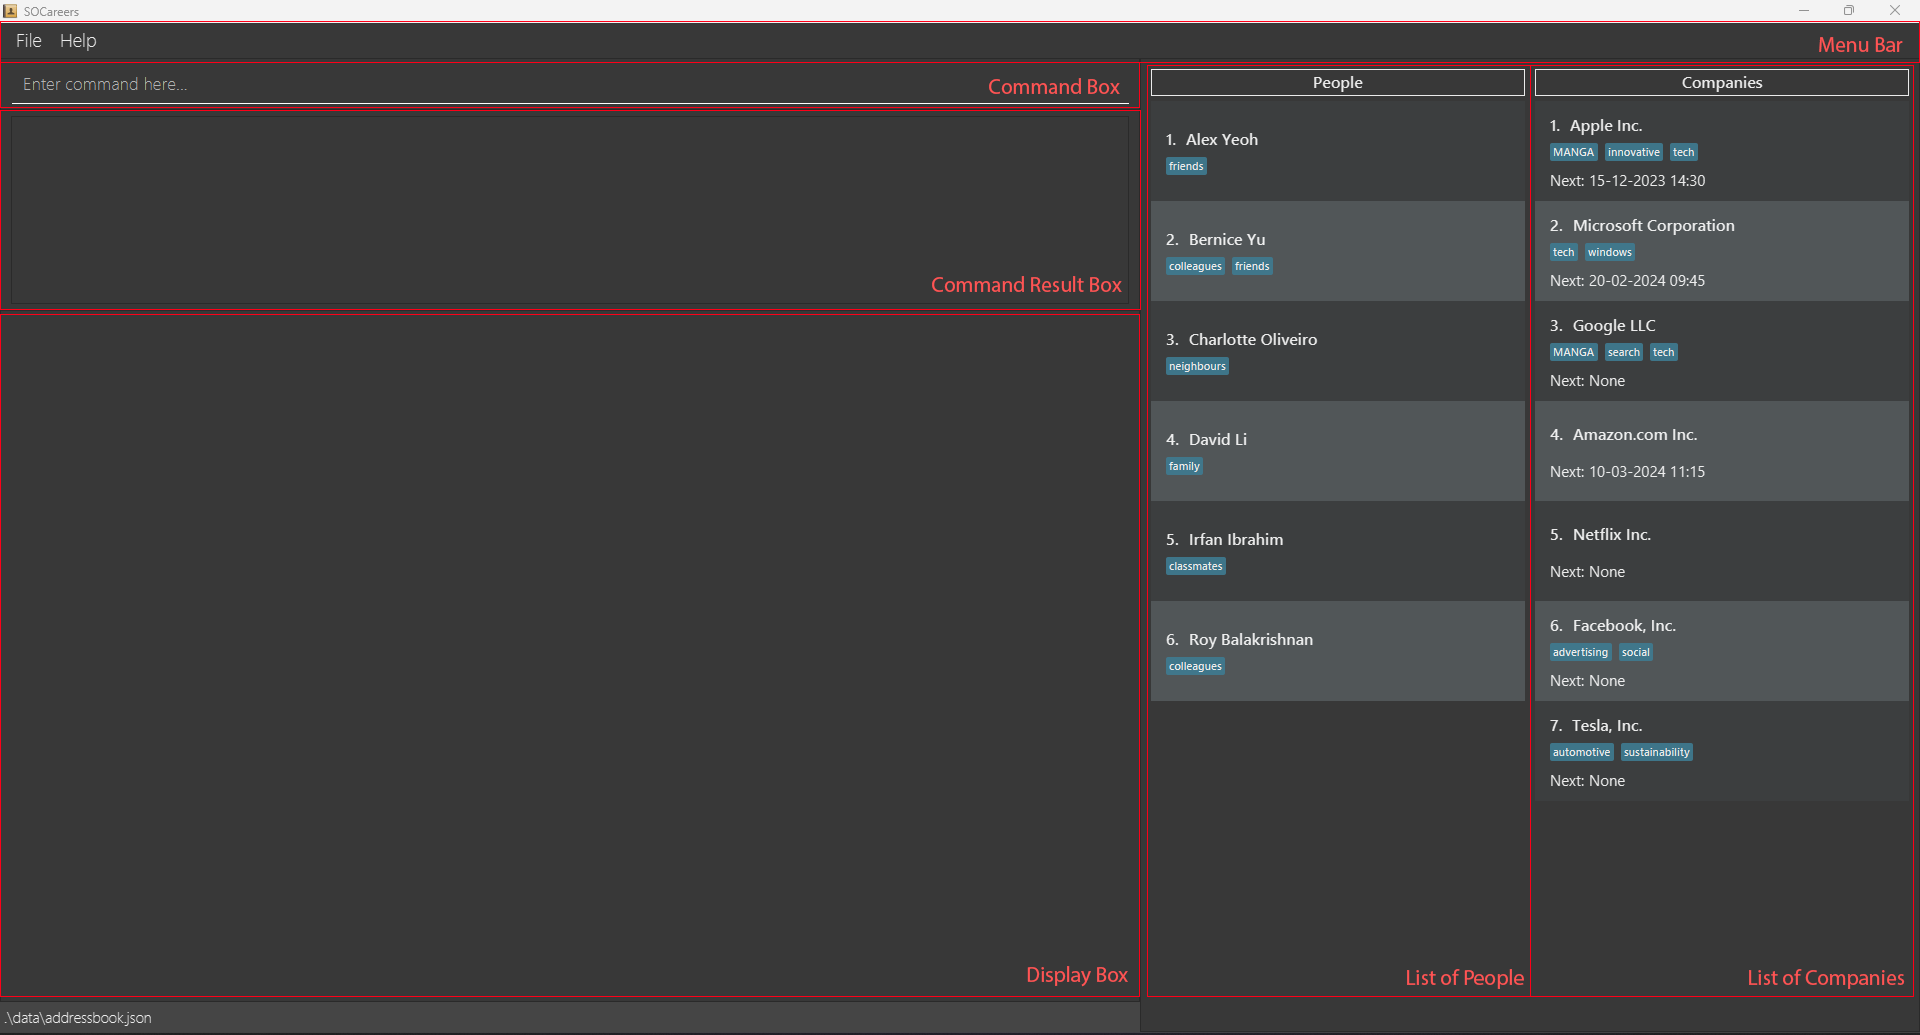 SOCareers
File Help
Menu Bar
Enter command here...
Command Box
Command Result Box
Display Box
People
1. Alex Yeoh
friends
2. Bernice Yu
colleagues friends
3. Charlotte Oliveiro
neighbours
4. David Li
family
5. Irfan Ibrahim
classmates
6. Roy Balakrishnan
colleagues
List of People
Companies
1. Apple Inc.
MANGA innovative tech
Next: 15-12-2023 14:30
2. Microsoft Corporation
tech windows
Next: 20-02-2024 09:45
3. Google LLC
MANGA search tech
Next: None
4. Amazon.com Inc.
Next: 10-03-2024 11:15
5. Netflix Inc.
Next: None
6. Facebook, Inc.
advertising social
Next: None
7. Tesla, Inc.
automotive sustainability
Next: None
List of Companies
.\data\addressbook.json